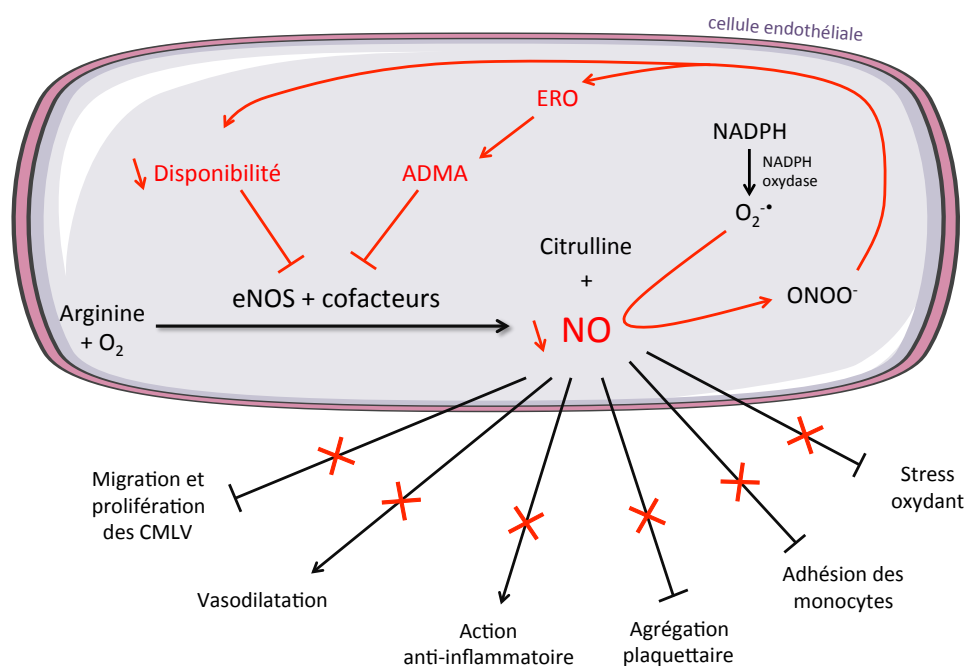 cellule endothéliale
ERO
NADPH
NADPH
oxydase
Disponibilité
ADMA
O₂⁻•
Citrulline
+
eNOS + cofacteurs
ONOO⁻
Arginine
+ O₂
NO
Migration et
prolifération
des CMLV
Stress
oxydant
Vasodilatation
Adhésion des
monocytes
Action
anti-inflammatoire
Agrégation
plaquettaire